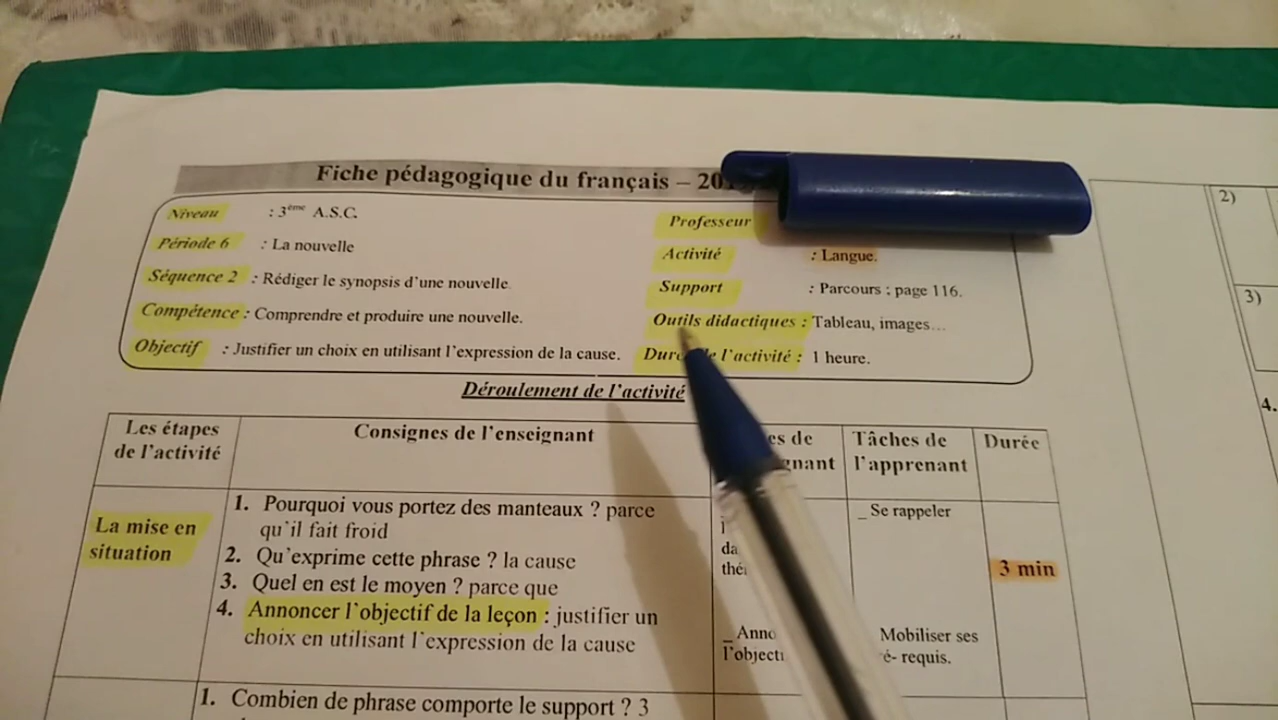 Fiche pédagogique du français – 20
Niveau : 3ème A.S.C.
Professeur
Période 6 : La nouvelle
Activité : Langue.
Séquence 2 : Rédiger le synopsis d'une nouvelle
Support : Parcours ; page 116.
Compétence : Comprendre et produire une nouvelle.
Outils didactiques : Tableau, images…
Objectif : Justifier un choix en utilisant l'expression de la cause.
l'activité : 1 heure.
Déroulement de l'activité
Les étapes
de l'activité
Consignes de l'enseignant
de
Tâches de
l'apprenant
Durée
La mise en
situation
1. Pourquoi vous portez des manteaux ? parce
qu'il fait froid
2. Qu'exprime cette phrase ? la cause
3. Quel en est le moyen ? parce que
4. Annoncer l'objectif de la leçon : justifier un
choix en utilisant l'expression de la cause
_ Se rappeler
Mobiliser ses
requis.
3 min
1. Combien de phrase comporte le support ? 3
2)
3)
4.